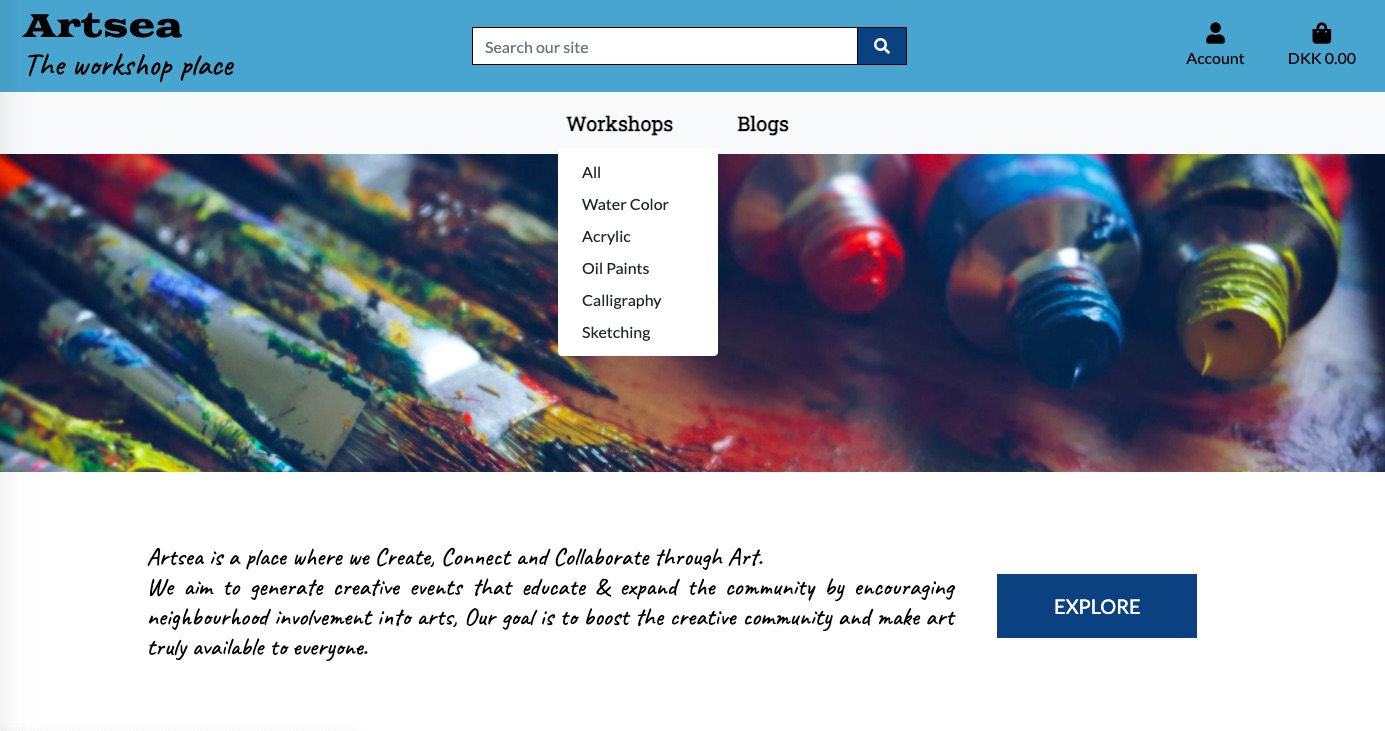 Artsea
The workshop place
Search our site
Account
DKK 0.00
Workshops
Blogs
All
Water Color
Acrylic
Oil Paints
Calligraphy
Sketching
Artsea is a place where we Create, Connect and Collaborate through Art.
We aim to generate creative events that educate & expand the community by encouraging
neighbourhood involvement into arts, Our goal is to boost the creative community and make art
truly available to everyone.
EXPLORE